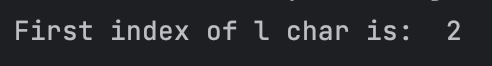 First index of l char is:  2